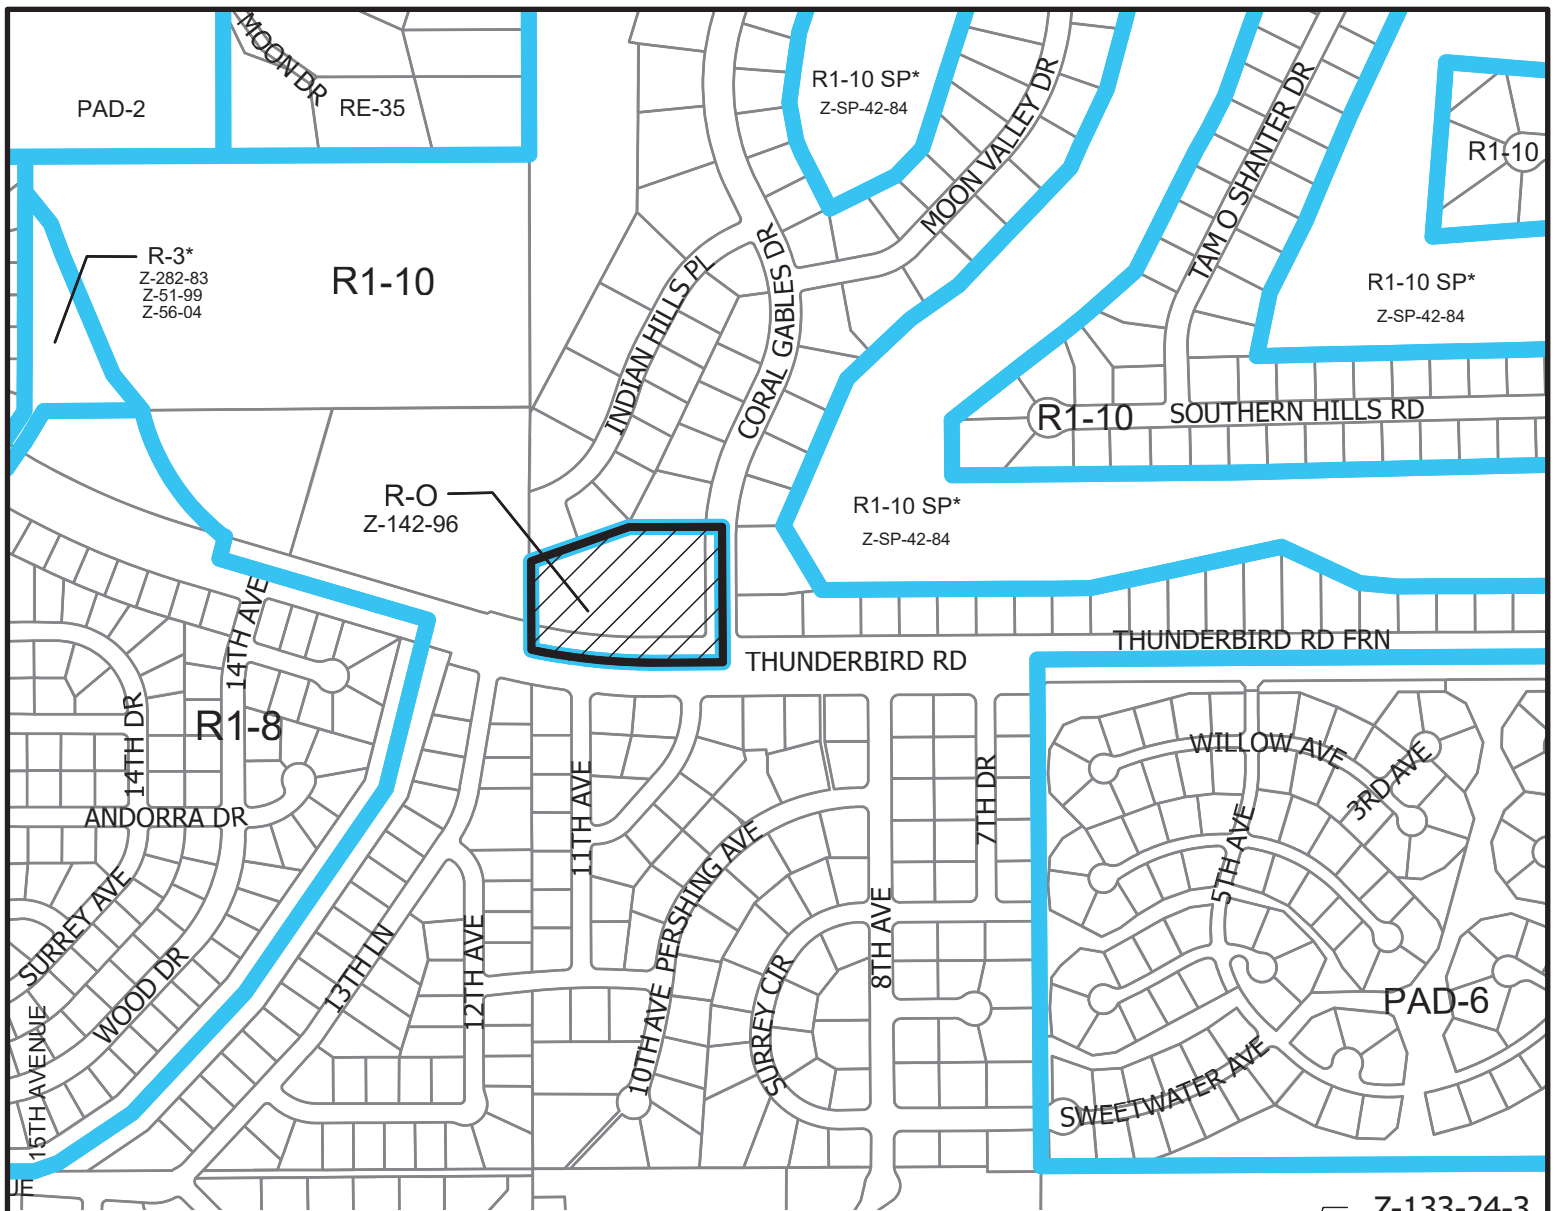 MOON DR
PAD-2
RE-35
R1-10 SP*
Z-SP-42-84
MOON VALLEY DR
TAM O SHANTER DR
R1-10
R-3*
Z-282-83
Z-51-99
Z-56-04
R1-10
INDIAN HILLS PL
CORAL GABLES DR
R1-10 SP*
Z-SP-42-84
R1-10
SOUTHERN HILLS RD
R-O
Z-142-96
R1-10 SP*
Z-SP-42-84
14TH AVE
THUNDERBIRD RD
THUNDERBIRD RD FRN
14TH DR
R1-8
ANDORRA DR
11TH AVE
7TH DR
WILLOW AVE
3RD AVE
5TH AVE
SURREY AVE
WOOD DR
13TH LN
12TH AVE
10TH AVE PERSHING AVE
SURREY CIR
8TH AVE
PAD-6
SWEETWATER AVE
15TH AVENUE
UE
Z-133-24-3